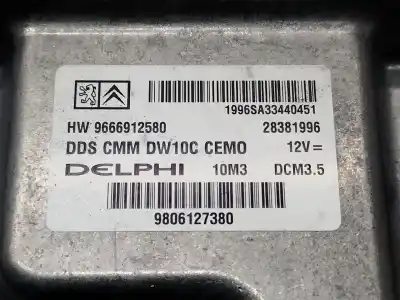 1996SA33440451
HW 9666912580 28381996
DDS CMM DW10C CEMO 12V=
DELPHI 10M3 DCM3.5
9806127380